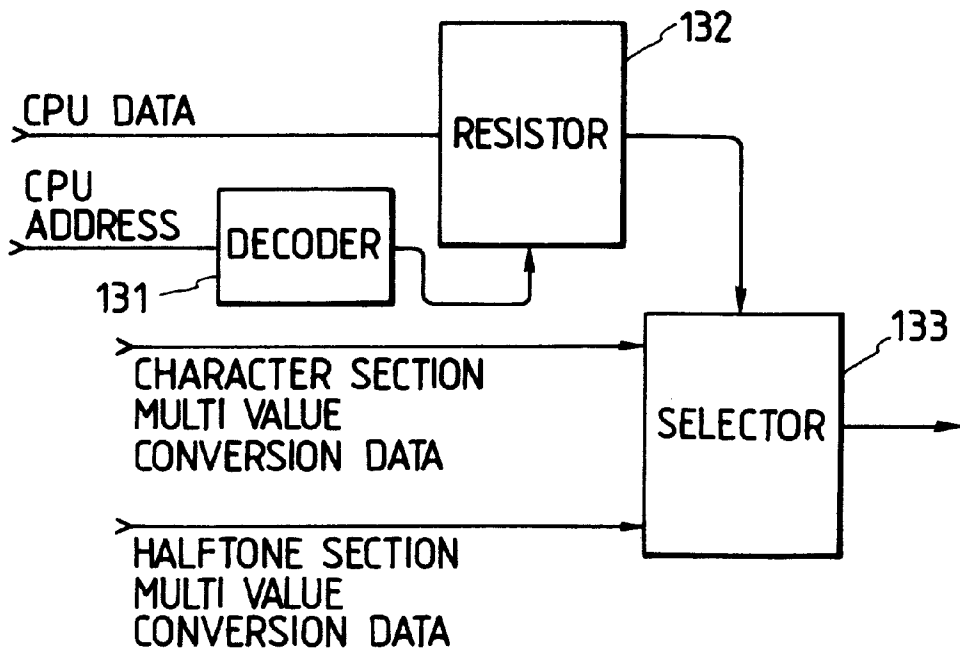 132
CPU DATA
RESISTOR
CPU
ADDRESS
DECODER
131
133
CHARACTER SECTION
MULTI VALUE
CONVERSION DATA
SELECTOR
HALFTONE SECTION
MULTI VALUE
CONVERSION DATA